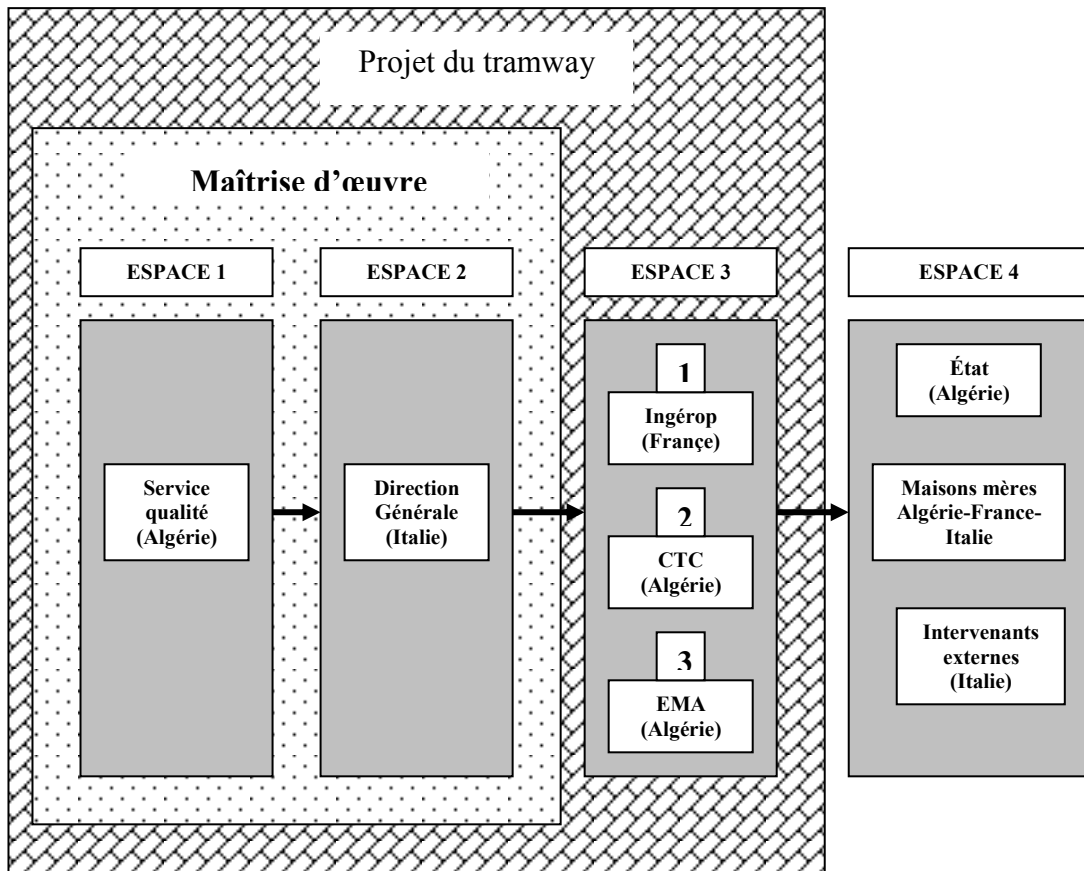 Projet du tramway
Maîtrise d’œuvre
ESPACE 1
ESPACE 2
ESPACE 3
ESPACE 4
Service
qualité
(Algérie)
Direction
Générale
(Italie)
1
Ingérop
(Françe)
2
CTC
(Algérie)
3
EMA
(Algérie)
État
(Algérie)
Maisons mères
Algérie-France-
Italie
Intervenants
externes
(Italie)